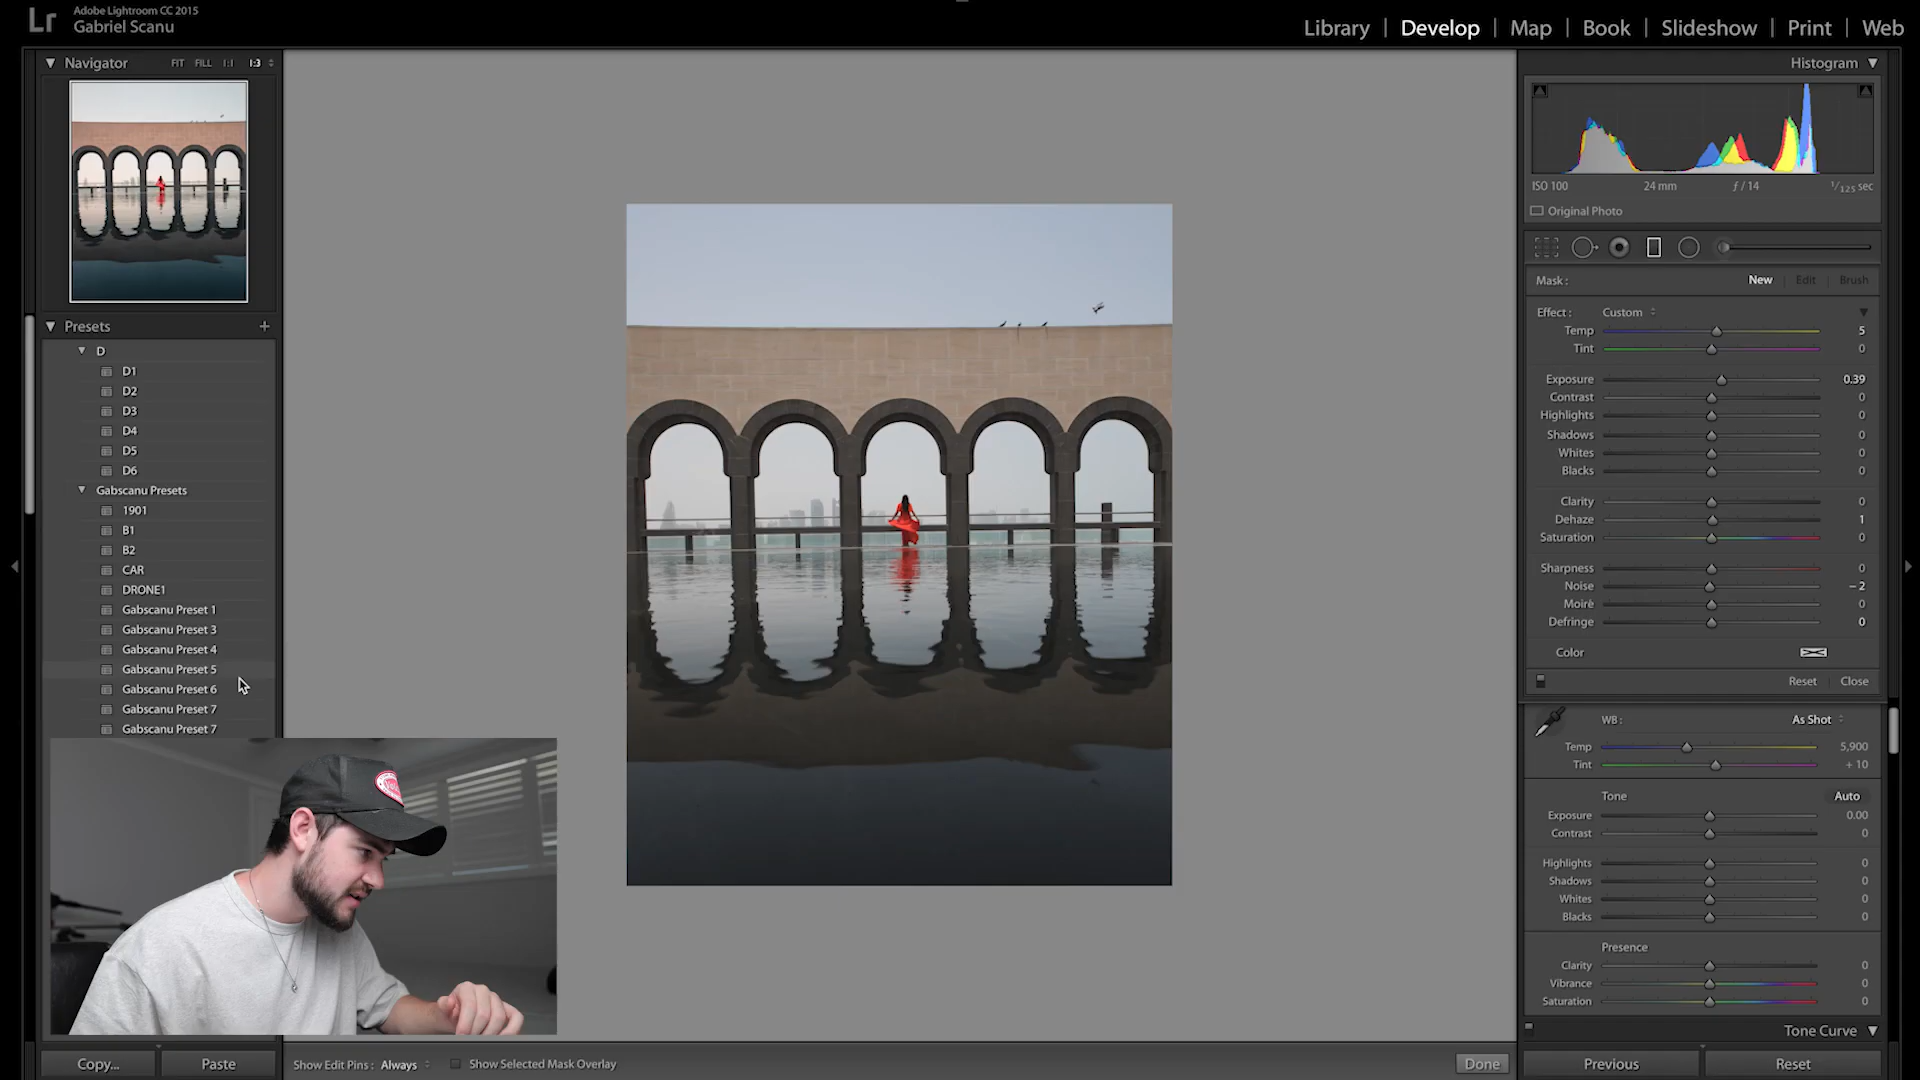 Lr
Adobe Lightroom CC 2015
Gabriel Scanu
Library | Develop | Map | Book | Slideshow | Print | Web
Navigator FIT FILL 1:1 1:3
Presets +
D
D1
D2
D3
D4
D5
D6
Gabscanu Presets
1901
B1
B2
CAR
DRONE1
Gabscanu Preset 1
Gabscanu Preset 3
Gabscanu Preset 4
Gabscanu Preset 5
Gabscanu Preset 6
Gabscanu Preset 7
Gabscanu Preset 7
Copy... Paste
Show Edit Pins : Always Show Selected Mask Overlay Done
Histogram
ISO 100 24 mm ƒ / 14 1/125 sec
Original Photo
Mask : New Edit Brush
Effect : Custom
Temp 5
Tint 0
Exposure 0.39
Contrast 0
Highlights 0
Shadows 0
Whites 0
Blacks 0
Clarity 0
Dehaze 1
Saturation 0
Sharpness 0
Noise – 2
Moiré 0
Defringe 0
Color
Reset Close
WB : As Shot
Temp 5,900
Tint + 10
Tone Auto
Exposure 0.00
Contrast 0
Highlights 0
Shadows 0
Whites 0
Blacks 0
Presence
Clarity 0
Vibrance 0
Saturation 0
Tone Curve
Previous Reset